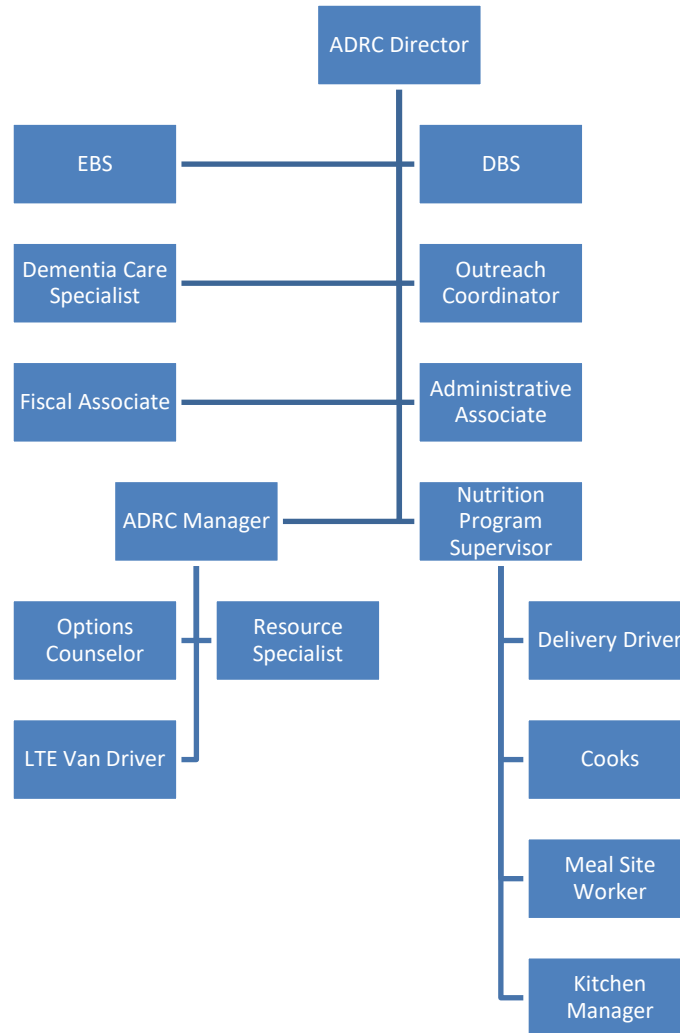 ADRC Director
EBS
DBS
Dementia Care
Specialist
Outreach
Coordinator
Fiscal Associate
Administrative
Associate
ADRC Manager
Nutrition
Program
Supervisor
Options
Counselor
Resource
Specialist
Delivery Driver
LTE Van Driver
Cooks
Meal Site
Worker
Kitchen
Manager